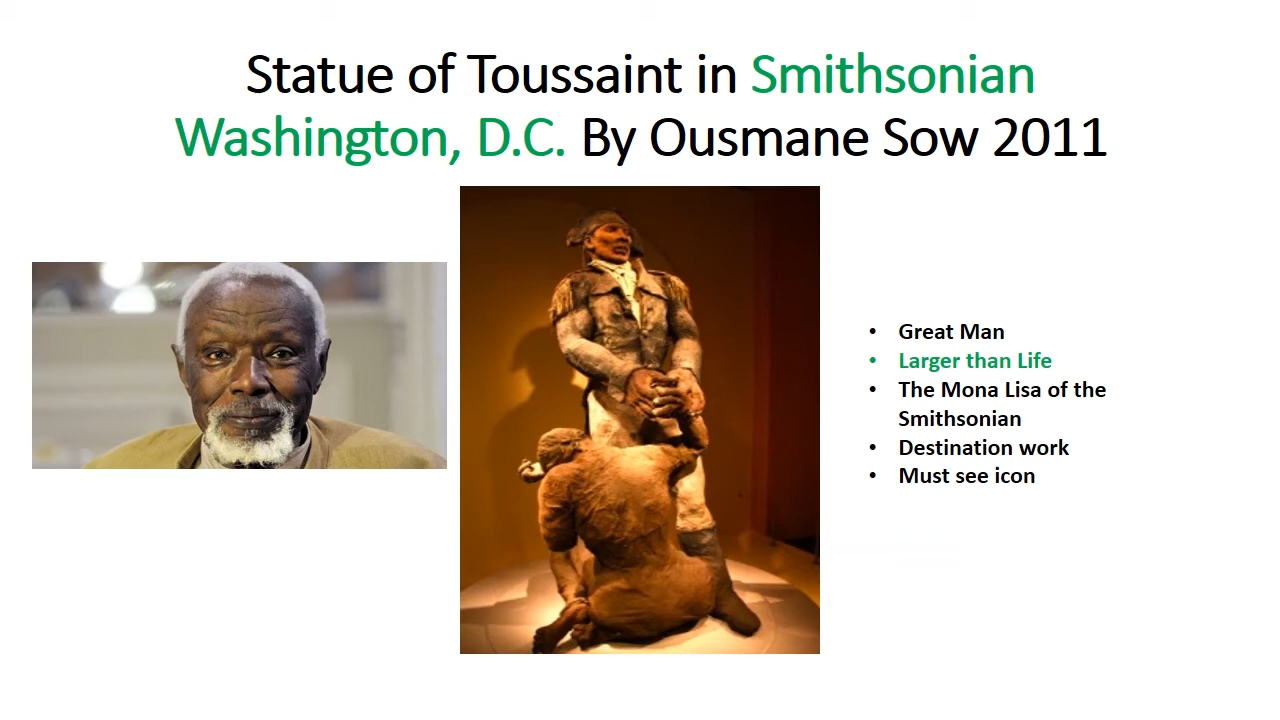 Statue of Toussaint in Smithsonian
Washington, D.C. By Ousmane Sow 2011
• Great Man
• Larger than Life
• The Mona Lisa of the
Smithsonian
• Destination work
• Must see icon